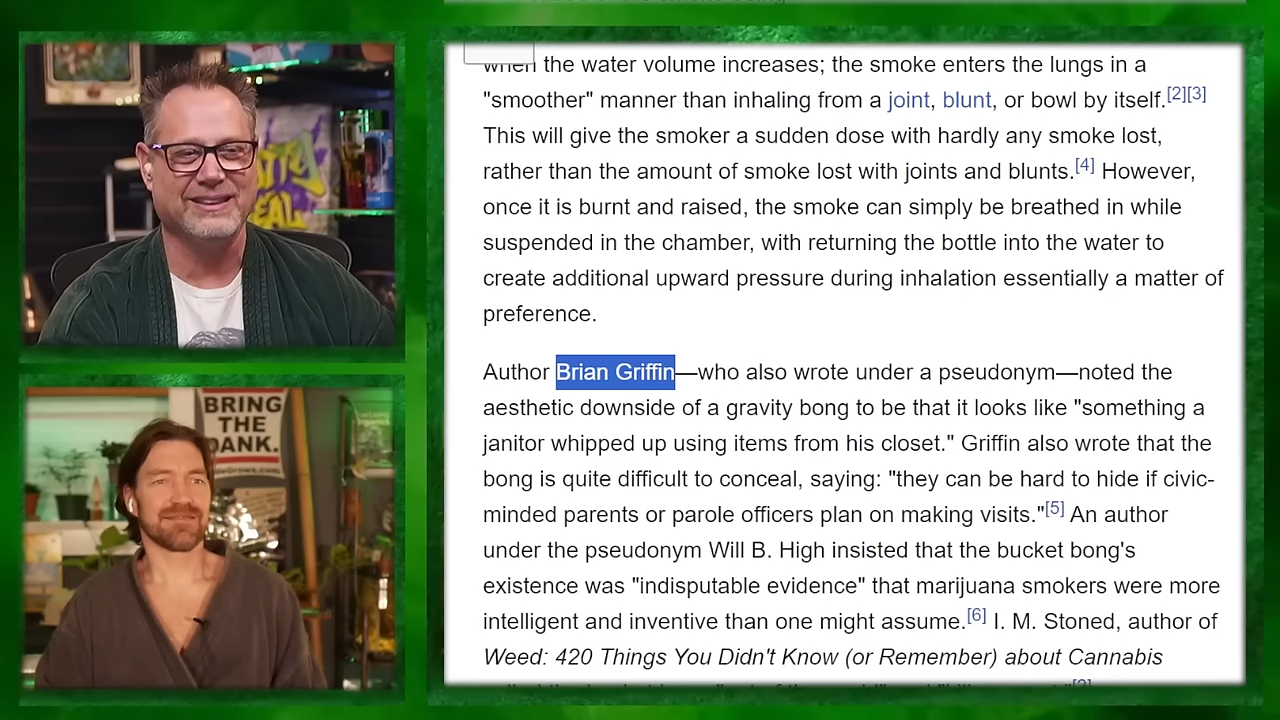 when the water volume increases; the smoke enters the lungs in a
"smoother" manner than inhaling from a joint, blunt, or bowl by itself.[2][3]
This will give the smoker a sudden dose with hardly any smoke lost,
rather than the amount of smoke lost with joints and blunts.[4] However,
once it is burnt and raised, the smoke can simply be breathed in while
suspended in the chamber, with returning the bottle into the water to
create additional upward pressure during inhalation essentially a matter of
preference.
Author Brian Griffin—who also wrote under a pseudonym—noted the
aesthetic downside of a gravity bong to be that it looks like "something a
janitor whipped up using items from his closet." Griffin also wrote that the
bong is quite difficult to conceal, saying: "they can be hard to hide if civic-
minded parents or parole officers plan on making visits."[5] An author
under the pseudonym Will B. High insisted that the bucket bong's
existence was "indisputable evidence" that marijuana smokers were more
intelligent and inventive than one might assume.[6] I. M. Stoned, author of
Weed: 420 Things You Didn't Know (or Remember) about Cannabis
BRING
THE
DANK.